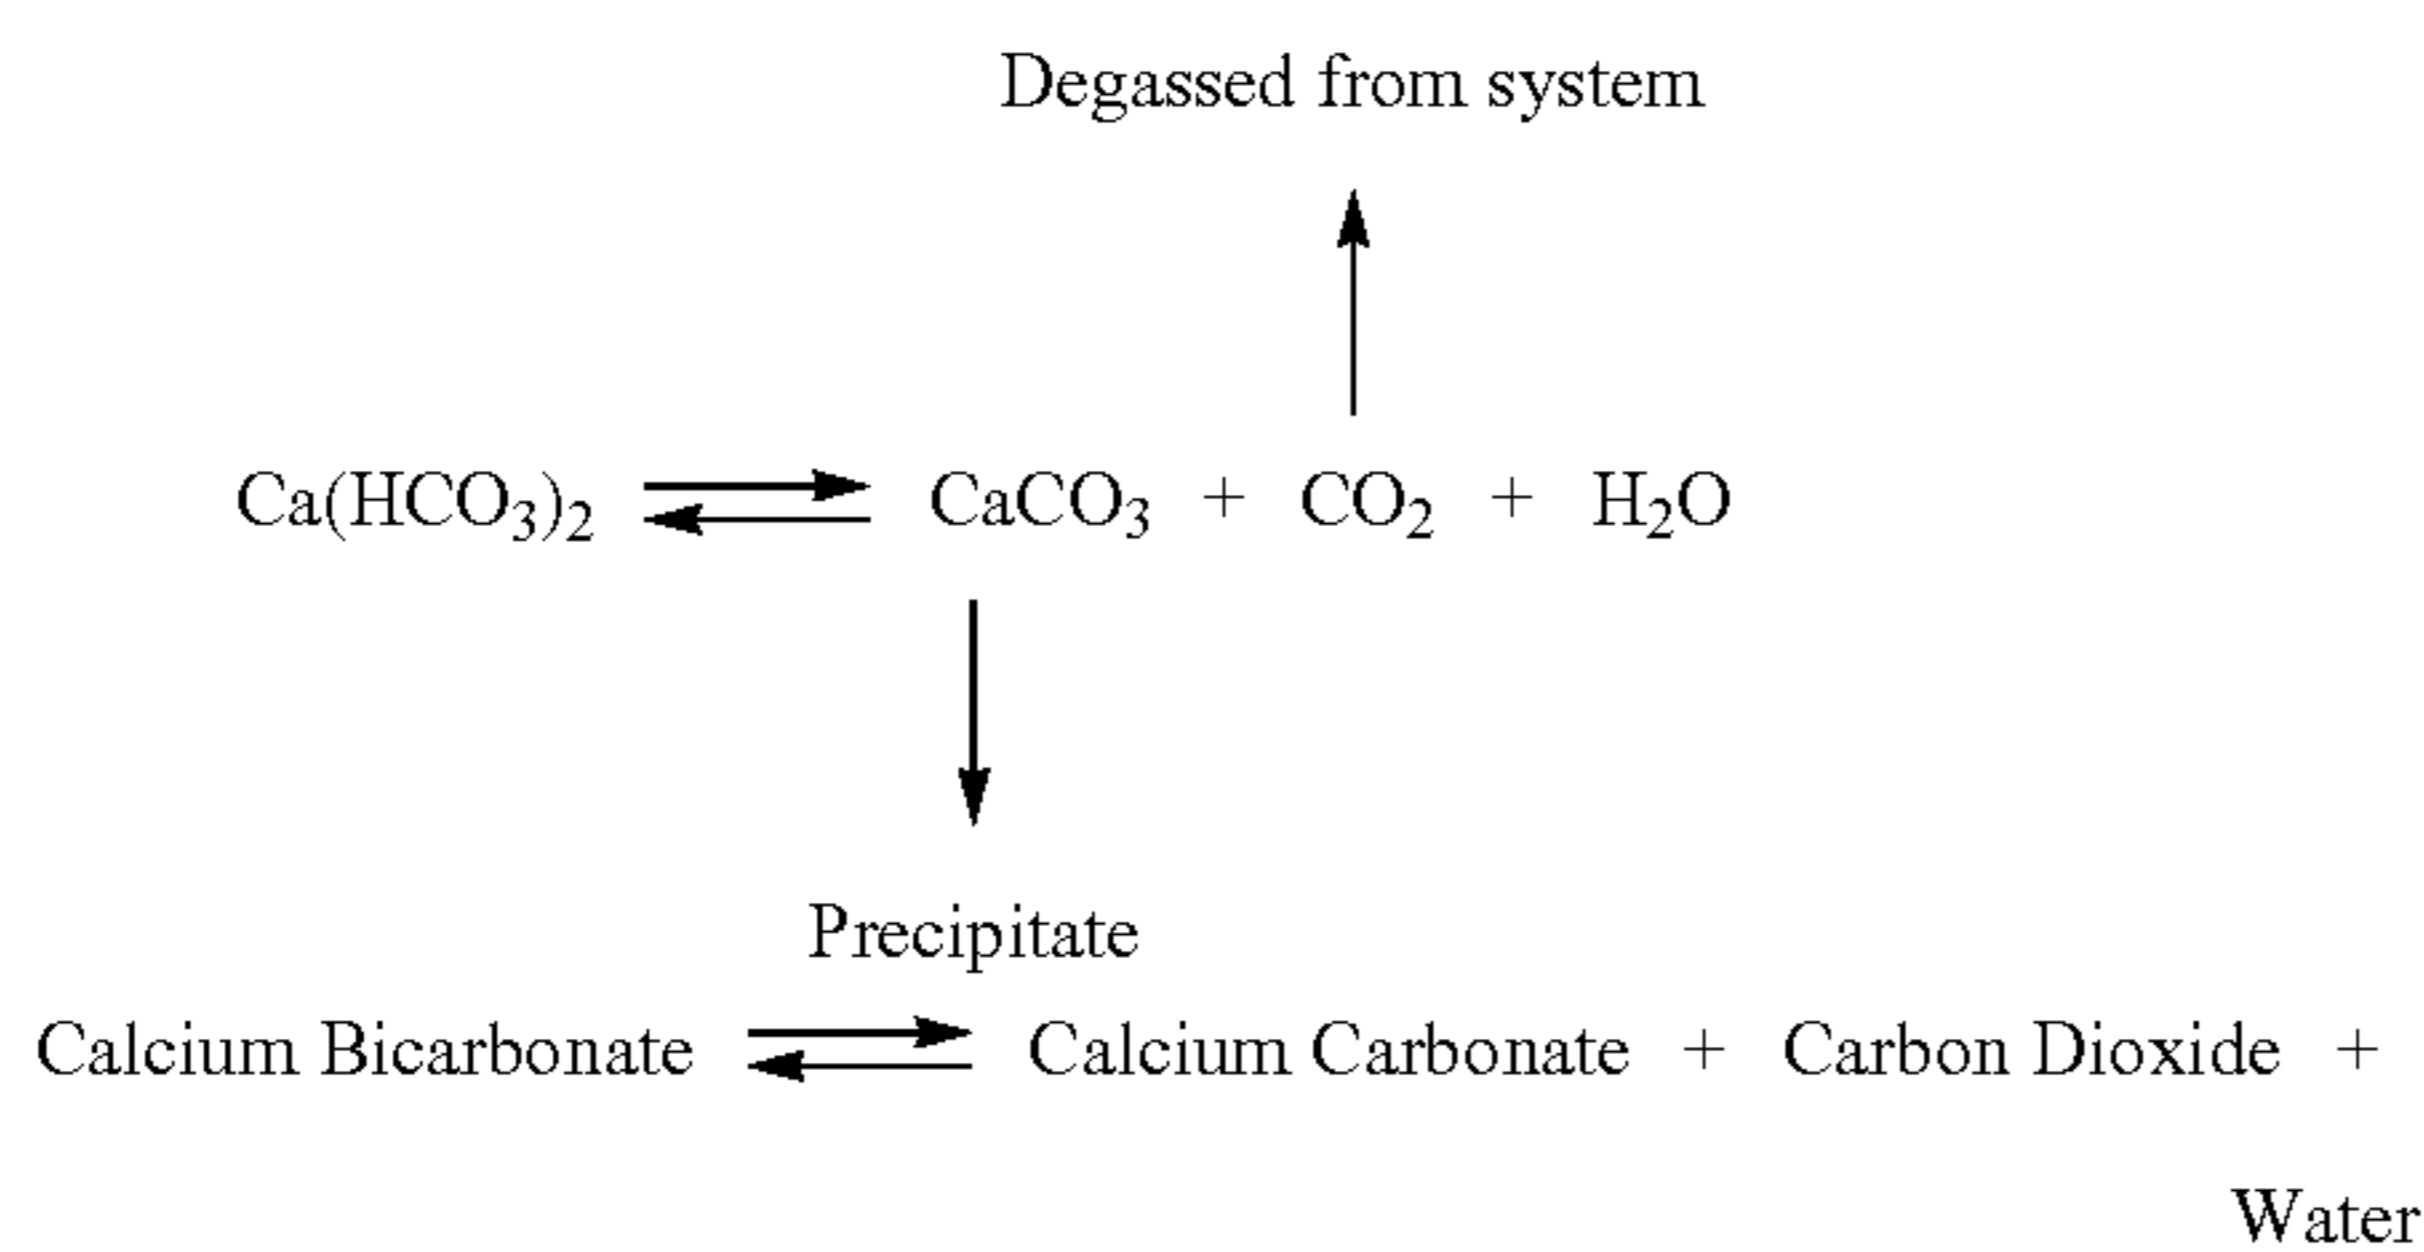 Degassed from system
Ca(HCO₃)₂ ⇌ CaCO₃ + CO₂ + H₂O
Precipitate
Calcium Bicarbonate ⇌ Calcium Carbonate + Carbon Dioxide +
Water